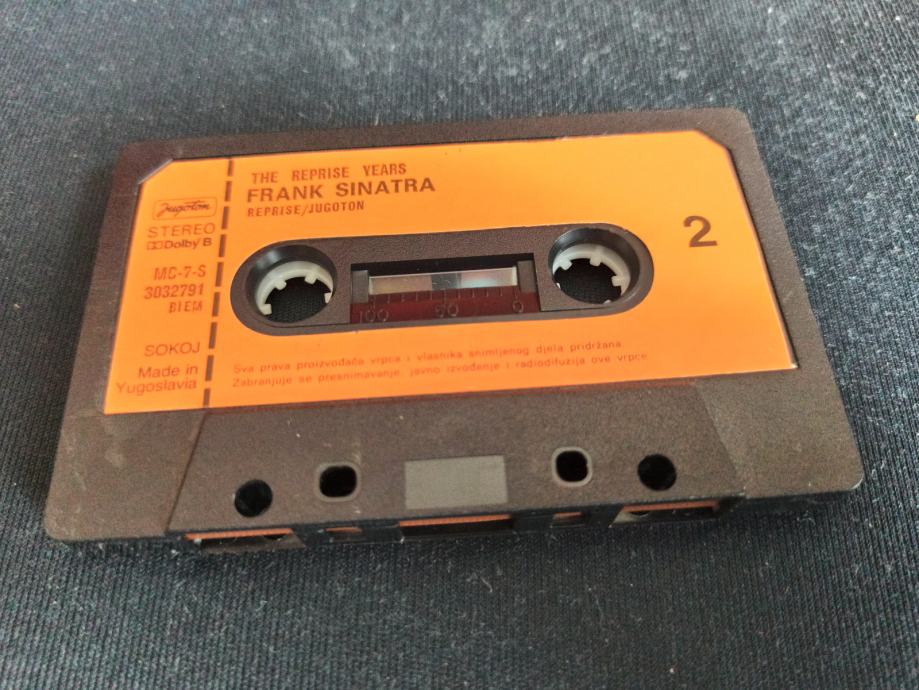 THE REPRISE YEARS
FRANK SINATRA
REPRISE/JUGOTON
Jugoton
STEREO
Dolby B
MC-7-S
3032791
BIEM
SOKOJ
Made in
Yugoslavia
2
100 50 0
Sva prava proizvođača vrpca i vlasnika snimljenog djela pridržana
Zabranjuje se presnimavanje, javno izvođenje i radiodifuzija ove vrpce